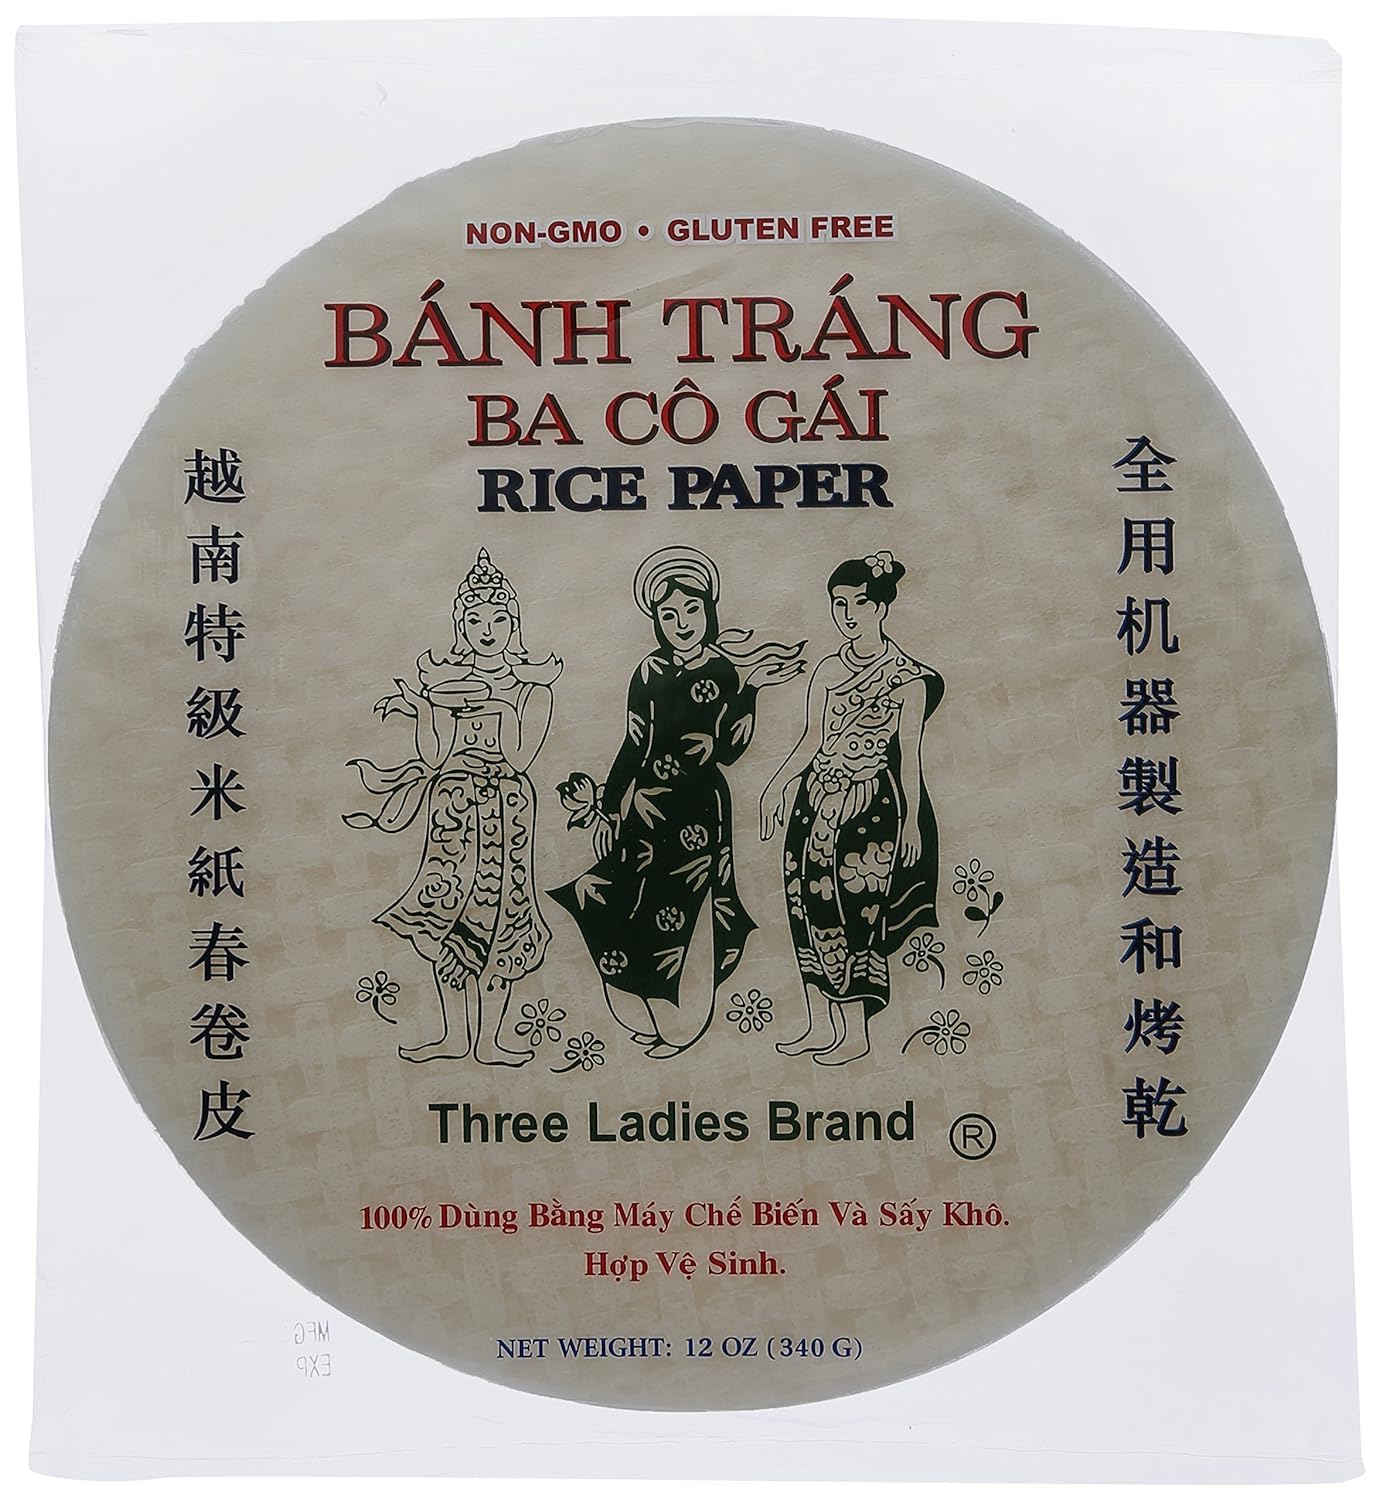 NON-GMO • GLUTEN FREE
BÁNH TRÁNG
BA CÔ GÁI
RICE PAPER
越南特級米紙春卷皮
全用机器製造和烤乾
Three Ladies Brand ®
100% Dùng Bằng Máy Chế Biến Và Sấy Khô.
Hợp Vệ Sinh.
MFG
EXP
NET WEIGHT: 12 OZ (340 G)